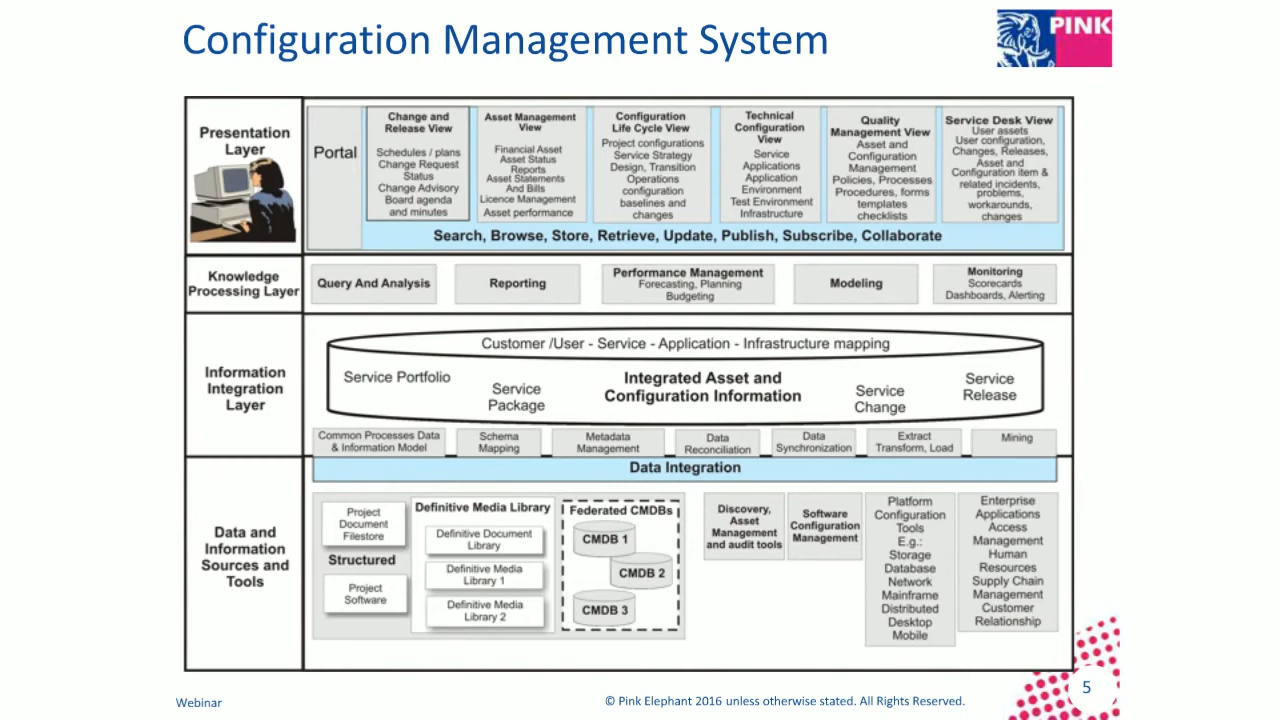 Configuration Management System
PINK
Presentation
Layer
Portal
Change and
Release View
Schedules / plans
Change Request
Status
Change Advisory
Board agenda
and minutes
Asset Management
View
Financial Asset
Asset Status
Reports
Asset Statements
And Bills
Licence Management
Asset performance
Configuration
Life Cycle View
Project configurations
Service Strategy
Design, Transition
Operations
configuration
baselines and
changes
Technical
Configuration
View
Service
Applications
Application
Environment
Test Environment
Infrastructure
Quality
Management View
Asset and
Configuration
Management
Policies, Processes
Procedures, forms
templates
checklists
Service Desk View
User assets
User configuration,
Changes, Releases,
Asset and
Configuration item &
related incidents,
problems,
workarounds,
changes
Search, Browse, Store, Retrieve, Update, Publish, Subscribe, Collaborate
Knowledge
Processing Layer
Query And Analysis
Reporting
Performance Management
Forecasting, Planning
Budgeting
Modeling
Monitoring
Scorecards
Dashboards, Alerting
Information
Integration
Layer
Customer /User - Service - Application - Infrastructure mapping
Service Portfolio
Service
Package
Integrated Asset and
Configuration Information
Service
Change
Service
Release
Common Processes Data
& Information Model
Schema
Mapping
Metadata
Management
Data
Reconciliation
Data
Synchronization
Extract
Transform, Load
Mining
Data Integration
Data and
Information
Sources and
Tools
Project
Document
Filestore
Structured
Project
Software
Definitive Media Library
Definitive Document
Library
Definitive Media
Library 1
Definitive Media
Library 2
Federated CMDBs
CMDB 1
CMDB 2
CMDB 3
Discovery,
Asset
Management
and audit tools
Software
Configuration
Management
Platform
Configuration
Tools
E.g.:
Storage
Database
Network
Mainframe
Distributed
Desktop
Mobile
Enterprise
Applications
Access
Management
Human
Resources
Supply Chain
Management
Customer
Relationship
Webinar
© Pink Elephant 2016 unless otherwise stated. All Rights Reserved.
5